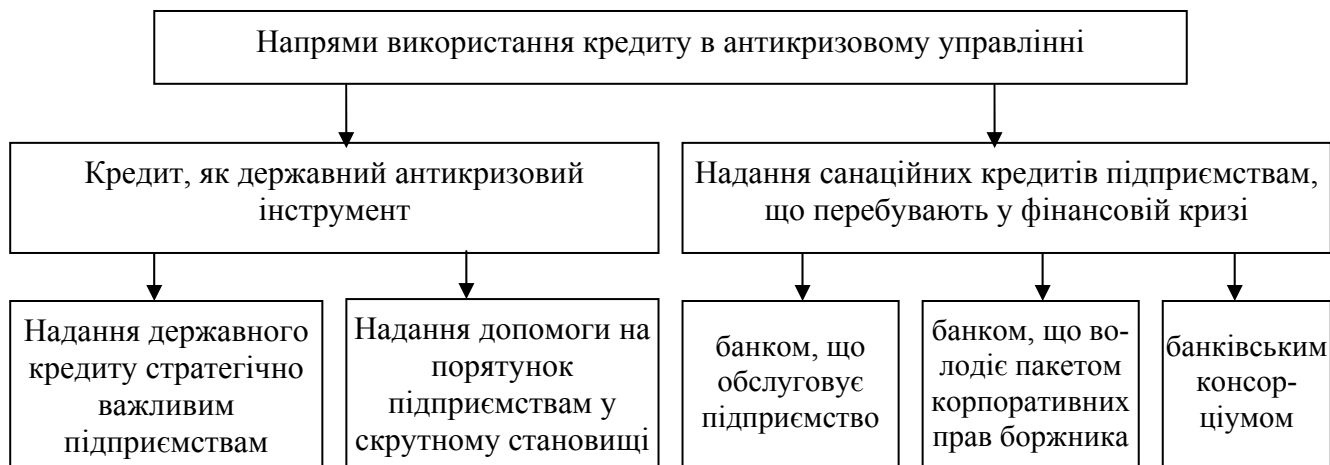 Напрями використання кредиту в антикризовому управлінні
Кредит, як державний антикризовий
інструмент
Надання санаційних кредитів підприємствам,
що перебувають у фінансовій кризі
Надання державного
кредиту стратегічно
важливим
підприємствам
Надання допомоги на
порятунок
підприємствам у
скрутному становищі
банком, що
обслуговує
підприємство
банком, що во-
лодіє пакетом
корпоративних
прав боржника
банківським
консор-
ціумом